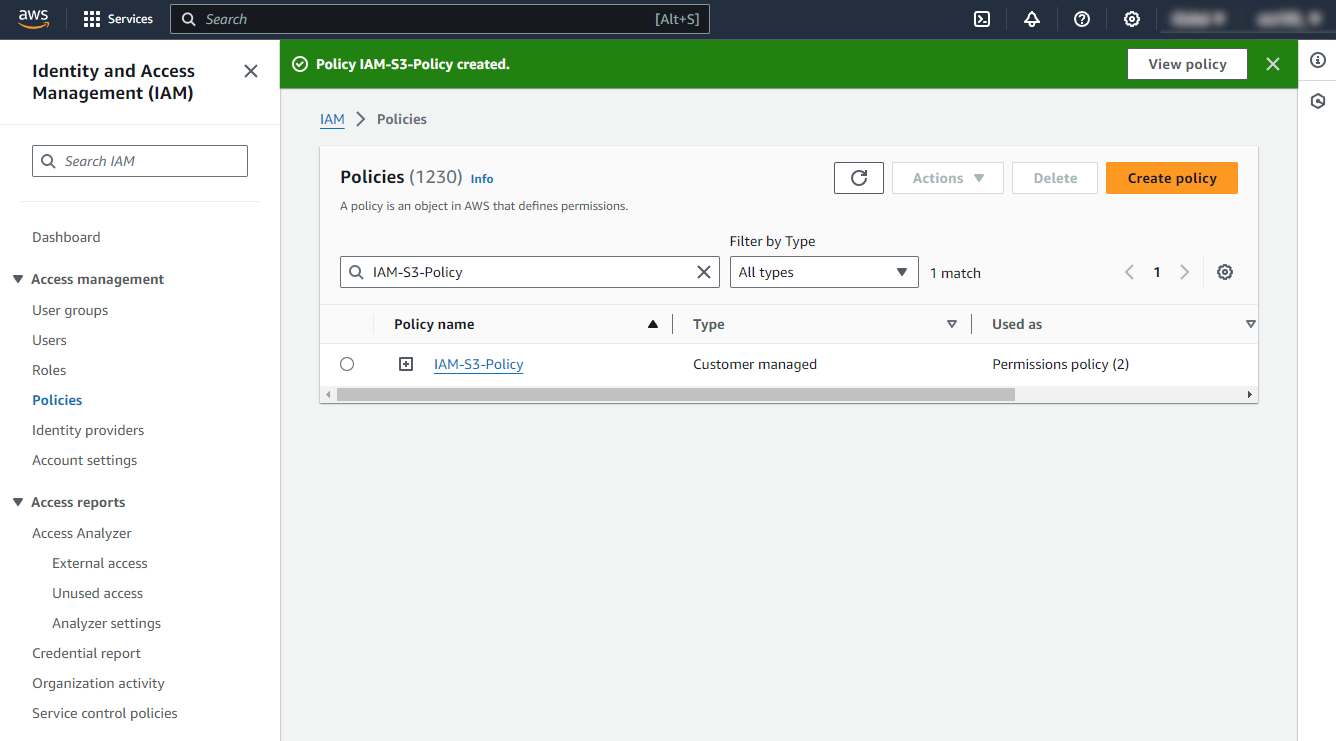 aws
Services
Search [Alt+S]
Identity and Access
Management (IAM)
Search IAM
Dashboard
Access management
User groups
Users
Roles
Policies
Identity providers
Account settings
Access reports
Access Analyzer
External access
Unused access
Analyzer settings
Credential report
Organization activity
Service control policies
Policy IAM-S3-Policy created.
View policy
IAM > Policies
Policies (1230) Info
Actions
Delete
Create policy
A policy is an object in AWS that defines permissions.
Filter by Type
IAM-S3-Policy
All types
1 match
1
Policy name Type Used as
IAM-S3-Policy Customer managed Permissions policy (2)